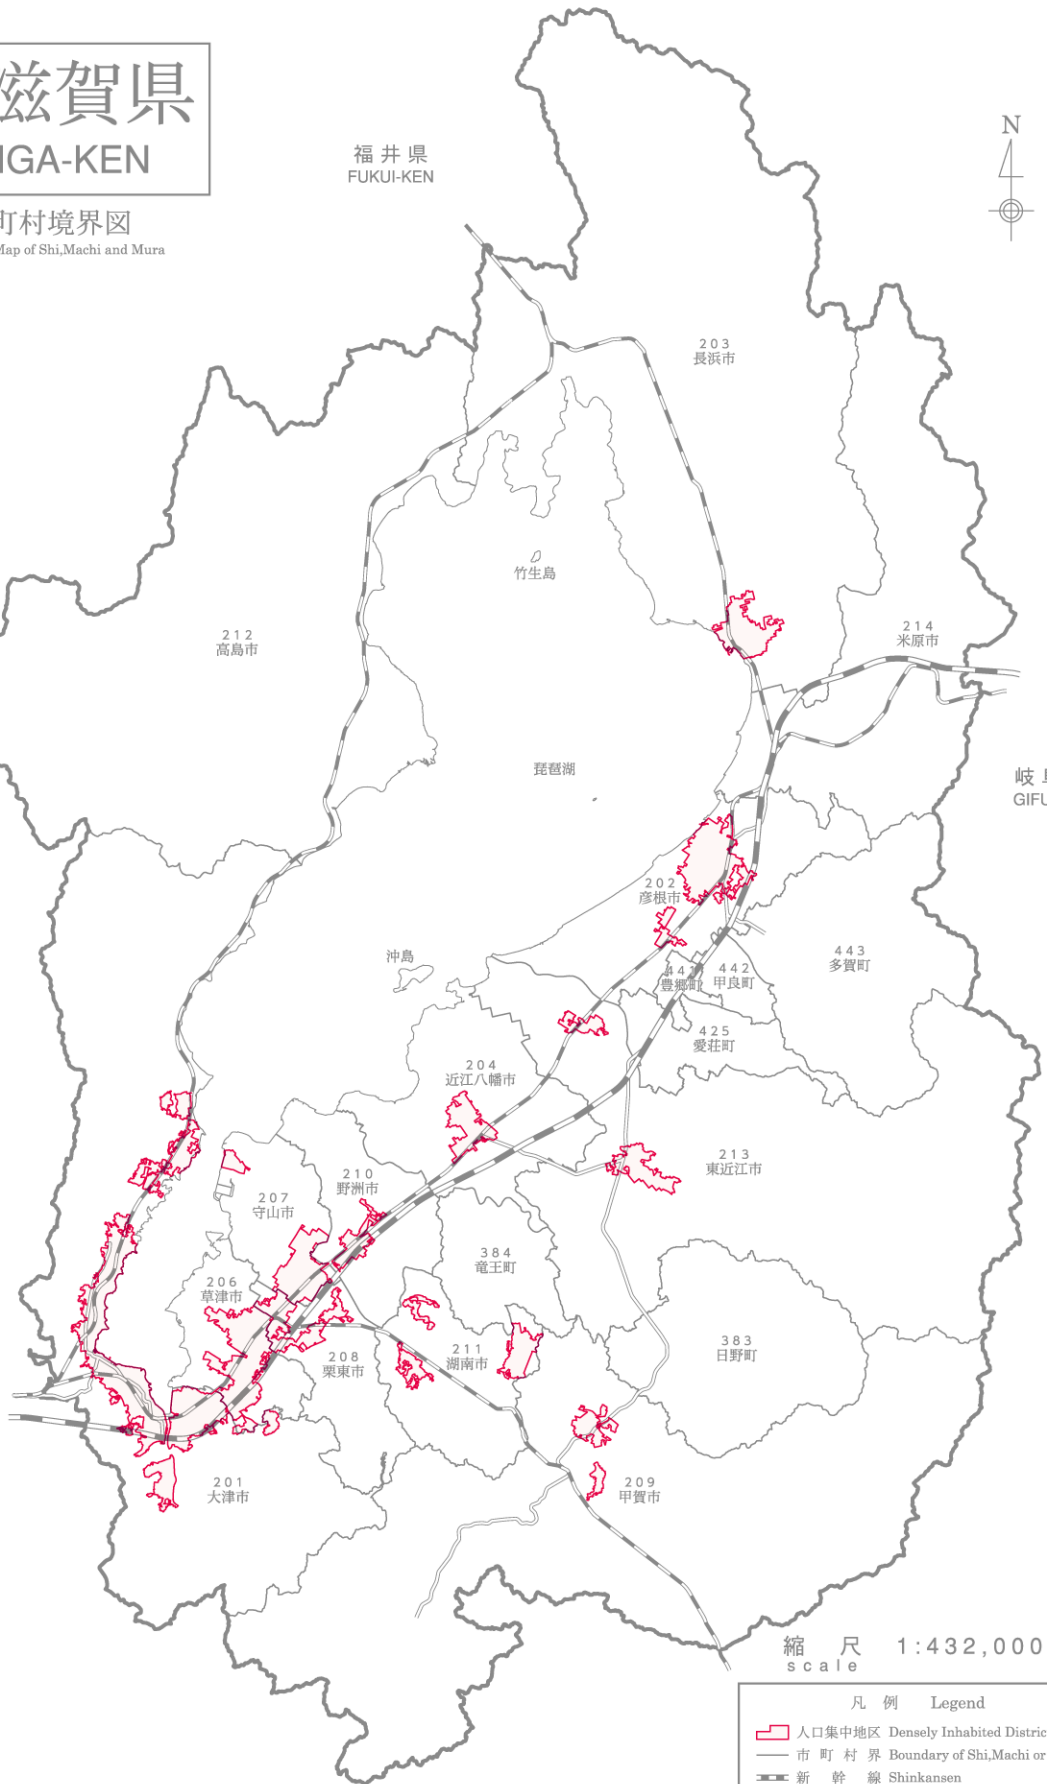 滋賀県
IGA-KEN
町村境界図
Map of Shi,Machi and Mura
福井県
FUKUI-KEN
N
203
長浜市
竹生島
212
高島市
214
米原市
琵琶湖
岐
GIFU
202
彦根市
443
多賀町
沖島
441
豊郷町
442
甲良町
425
愛荘町
204
近江八幡市
213
東近江市
210
野洲市
207
守山市
384
竜王町
206
草津市
208
栗東市
211
湖南市
383
日野町
201
大津市
209
甲賀市
縮尺 1:432,000
scale
凡例 Legend
人口集中地区 Densely Inhabited Distric
市町村界 Boundary of Shi,Machi or
新幹線 Shinkansen